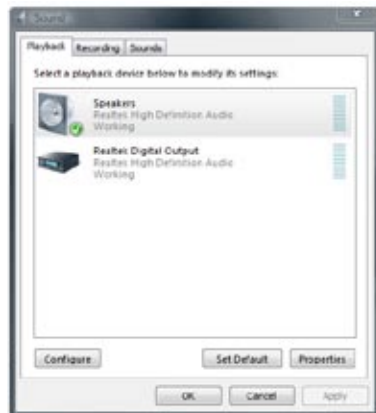 Sound
Playback Recording Sounds
Select a playback device below to modify its settings:
Speakers
Realtek High Definition Audio
Working
Realtek Digital Output
Realtek High Definition Audio
Working
Configure Set Default Properties
OK Cancel Apply